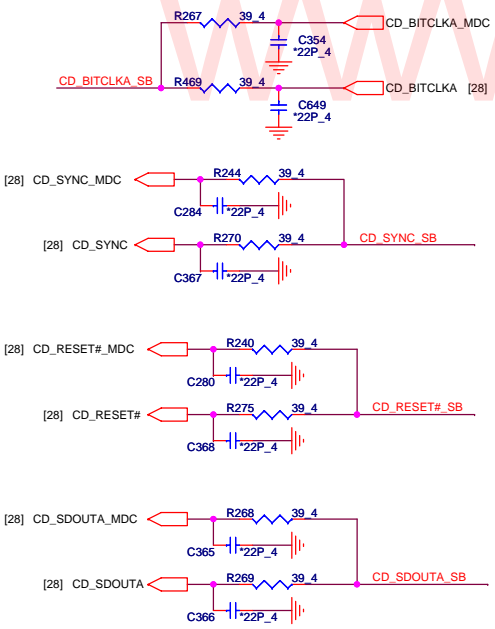 WWW
R267 39_4
CD_BITCLKA_MDC
C354
*22P_4
CD_BITCLKA_SB
R469 39_4
CD_BITCLKA [28]
C649
*22P_4
[28] CD_SYNC_MDC
R244 39_4
C284 *22P_4
[28] CD_SYNC
R270 39_4
CD_SYNC_SB
C367 *22P_4
[28] CD_RESET#_MDC
R240 39_4
C280 *22P_4
[28] CD_RESET#
R275 39_4
CD_RESET#_SB
C368 *22P_4
[28] CD_SDOUTA_MDC
R268 39_4
C365 *22P_4
[28] CD_SDOUTA
R269 39_4
CD_SDOUTA_SB
C366 *22P_4